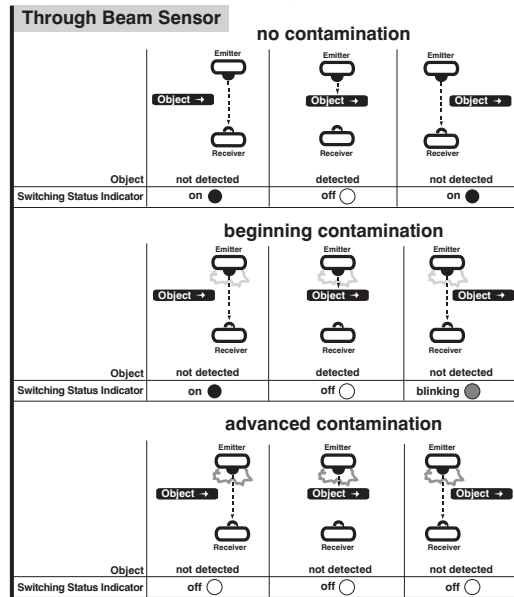 Through Beam Sensor
no contamination
Emitter Emitter Emitter
Object → Object → Object →
Receiver Receiver Receiver
Object not detected detected not detected
Switching Status Indicator on off on
beginning contamination
Emitter Emitter Emitter
Object → Object → Object →
Receiver Receiver Receiver
Object not detected detected not detected
Switching Status Indicator on off blinking
advanced contamination
Emitter Emitter Emitter
Object → Object → Object →
Receiver Receiver Receiver
Object not detected not detected not detected
Switching Status Indicator off off off